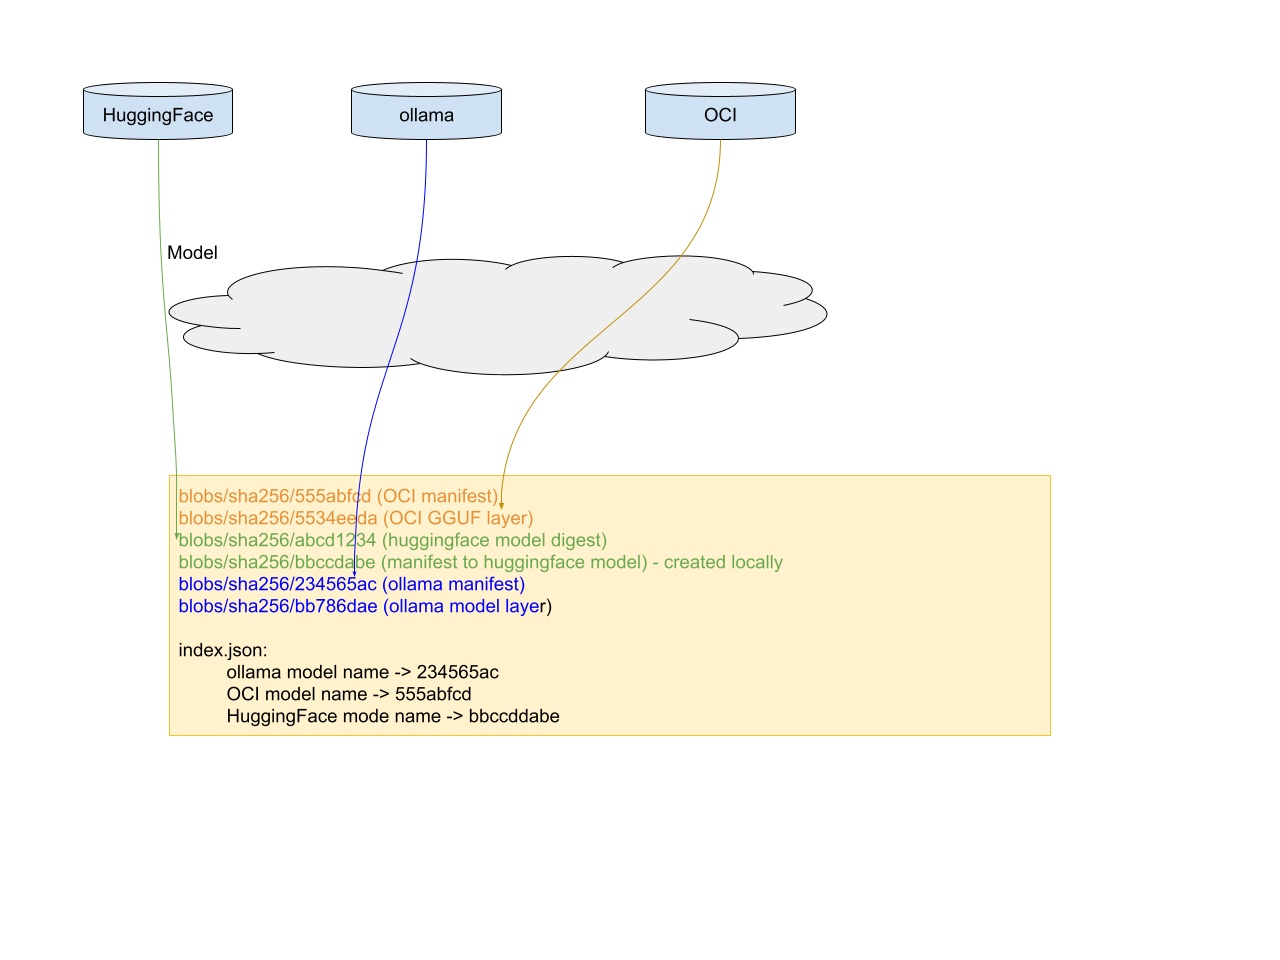 HuggingFace
ollama
OCI
Model
blobs/sha256/555abfcd (OCI manifest)
blobs/sha256/5534eeda (OCI GGUF layer)
blobs/sha256/abcd1234 (huggingface model digest)
blobs/sha256/bbccdabe (manifest to huggingface model) - created locally
blobs/sha256/234565ac (ollama manifest)
blobs/sha256/bb786dae (ollama model layer)
index.json:
ollama model name -> 234565ac
OCI model name -> 555abfcd
HuggingFace mode name -> bbccddabe